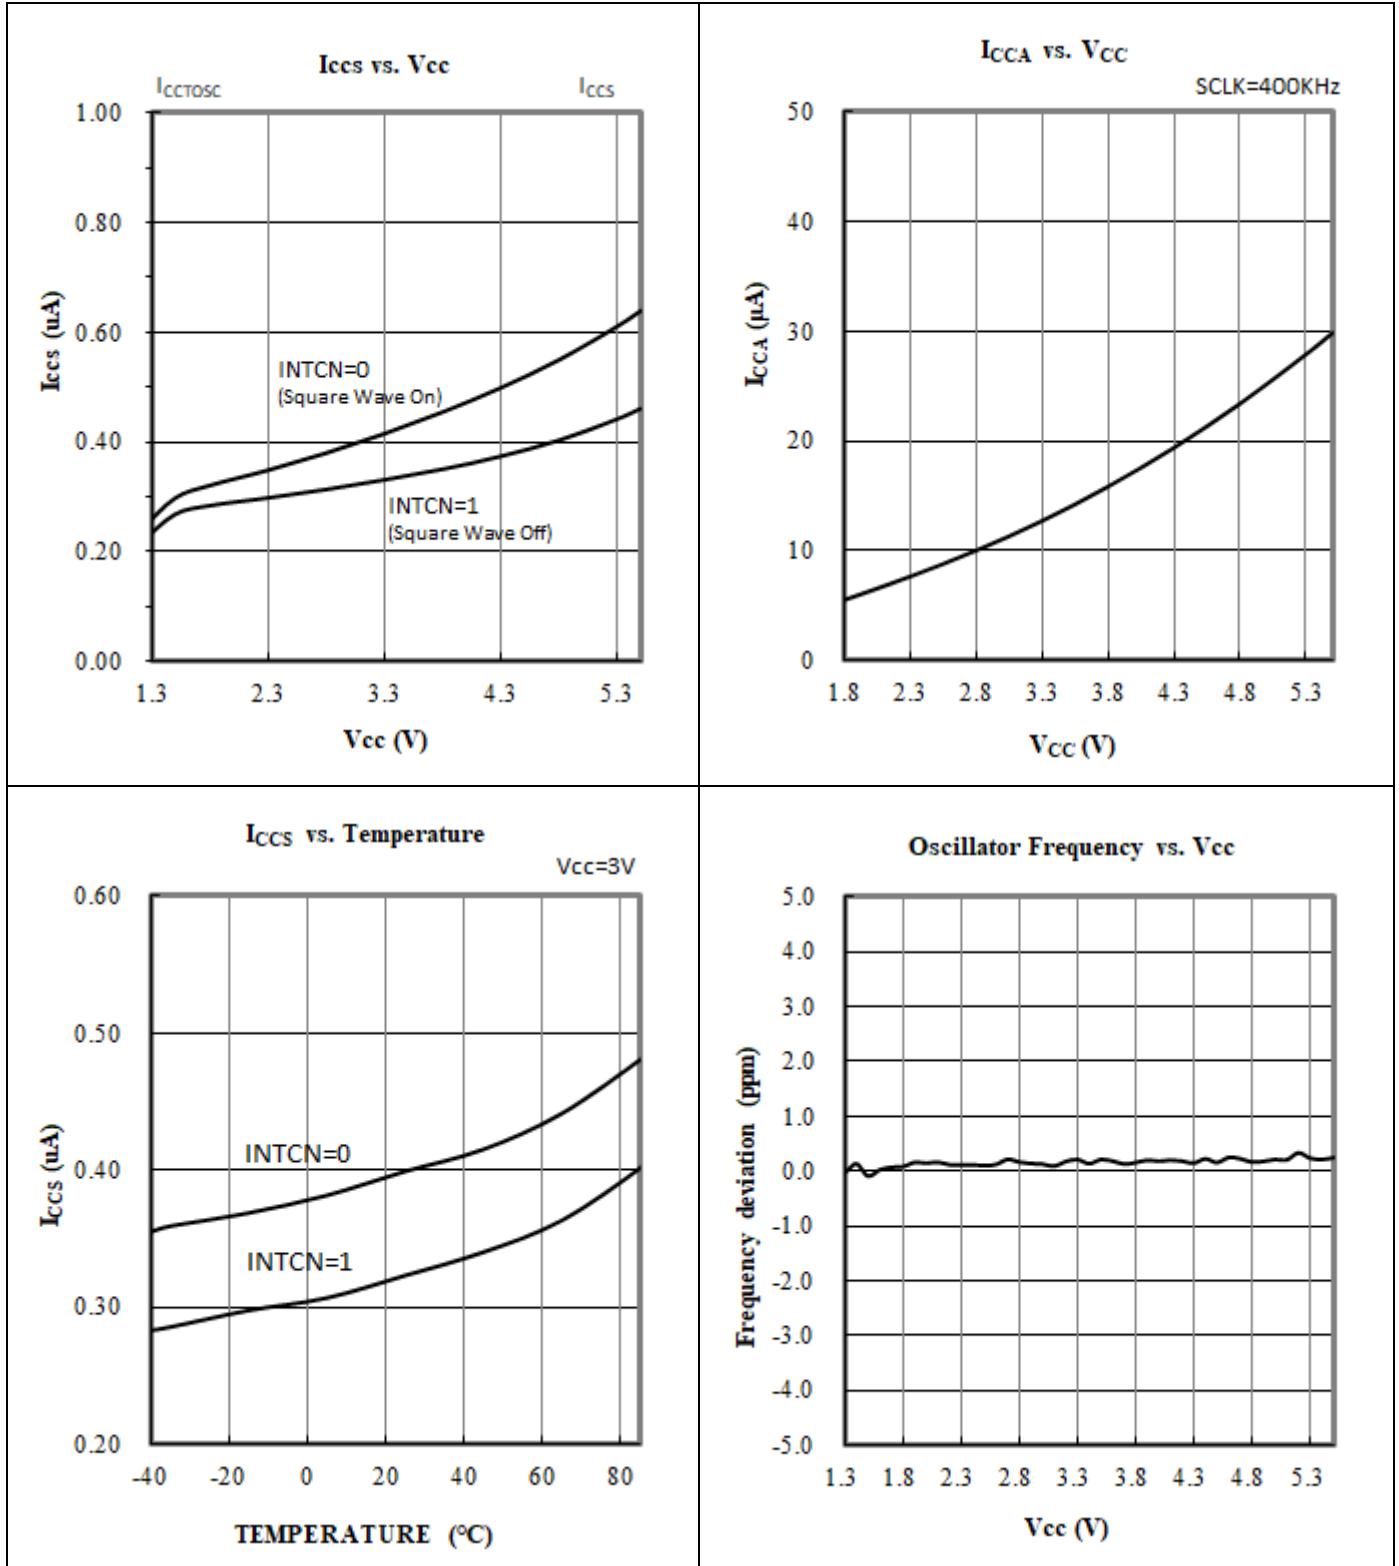 Iccs vs. Vcc
ICCTOSC ICCS
1.00
0.80
0.60
0.40
0.20
0.00
Iccs (uA)
INTCN=0
(Square Wave On)
INTCN=1
(Square Wave Off)
1.3 2.3 3.3 4.3 5.3
Vcc (V)
ICCA vs. VCC
SCLK=400KHz
50
40
30
20
10
0
ICCA (µA)
1.8 2.3 2.8 3.3 3.8 4.3 4.8 5.3
VCC (V)
ICCS vs. Temperature
Vcc=3V
0.60
0.50
0.40
0.30
0.20
ICCS (uA)
INTCN=0
INTCN=1
-40 -20 0 20 40 60 80
TEMPERATURE (°C)
Oscillator Frequency vs. Vcc
5.0
4.0
3.0
2.0
1.0
0.0
-1.0
-2.0
-3.0
-4.0
-5.0
Frequency deviation (ppm)
1.3 1.8 2.3 2.8 3.3 3.8 4.3 4.8 5.3
Vcc (V)